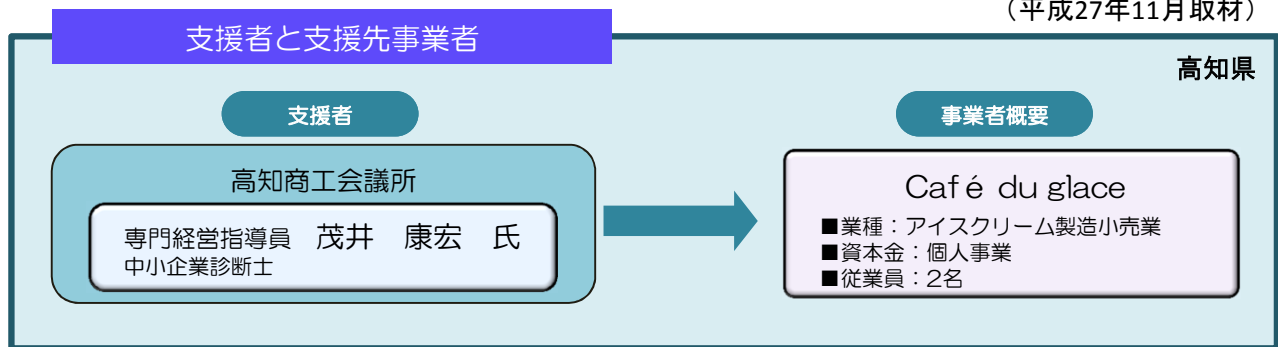 （平成27年11月取材）
支援者と支援先事業者
高知県
支援者
高知商工会議所
専門経営指導員 茂井 康宏 氏
中小企業診断士
事業者概要
Café du glace
■業種：アイスクリーム製造小売業
■資本金：個人事業
■従業員：2名